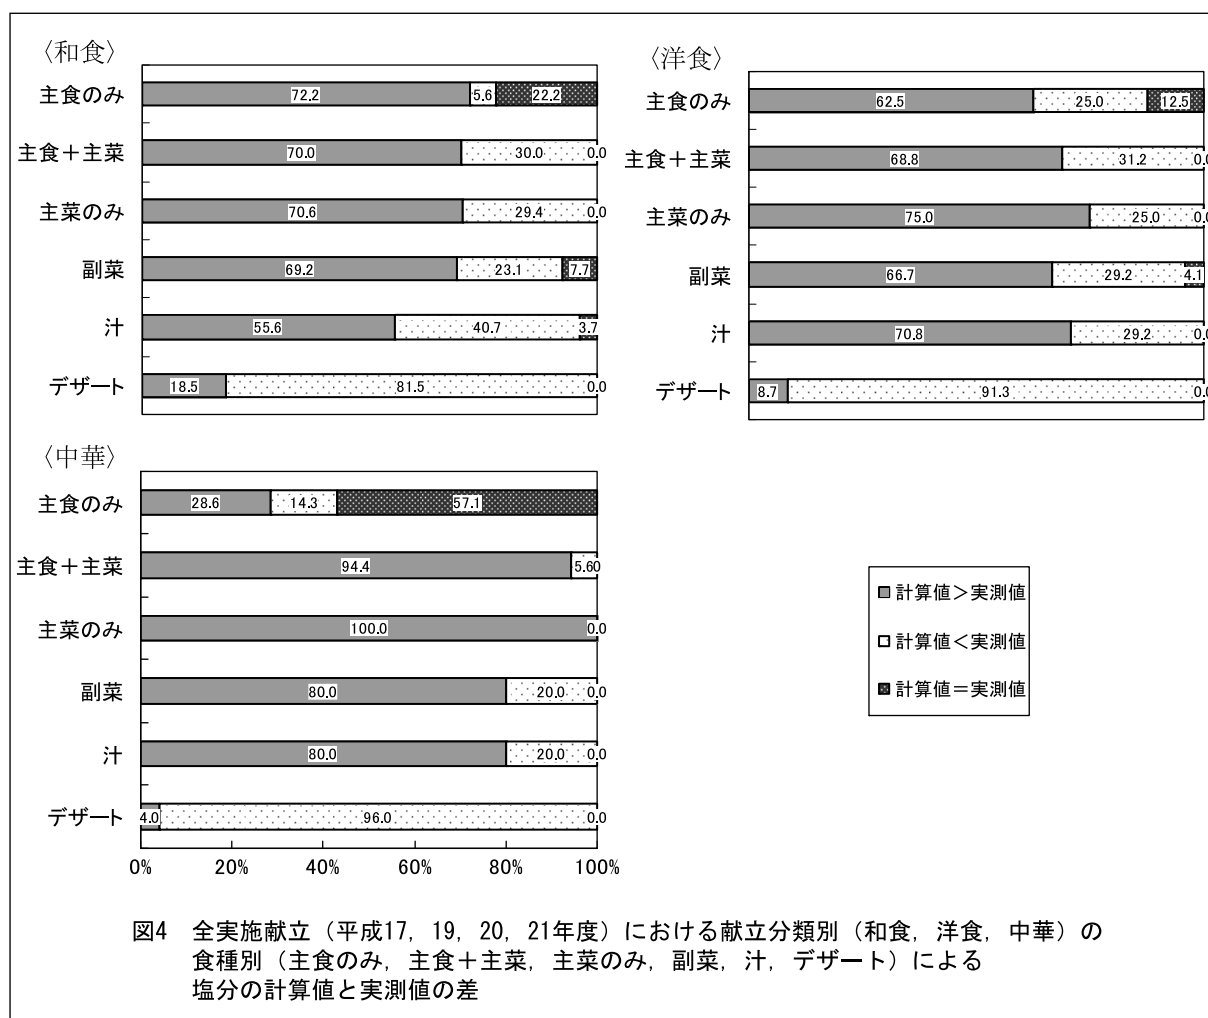 〈和食〉
主食のみ 72.2 5.6 22.2
主食＋主菜 70.0 30.0 0.0
主菜のみ 70.6 29.4 0.0
副菜 69.2 23.1 7.7
汁 55.6 40.7 3.7
デザート 18.5 81.5 0.0
〈洋食〉
主食のみ 62.5 25.0 12.5
主食＋主菜 68.8 31.2 0.0
主菜のみ 75.0 25.0 0.0
副菜 66.7 29.2 4.1
汁 70.8 29.2 0.0
デザート 8.7 91.3 0.0
〈中華〉
主食のみ 28.6 14.3 57.1
主食＋主菜 94.4 5.60
主菜のみ 100.0 0.0
副菜 80.0 20.0 0.0
汁 80.0 20.0 0.0
デザート 4.0 96.0 0.0
0% 20% 40% 60% 80% 100%
計算値＞実測値
計算値＜実測値
計算値＝実測値
図4 全実施献立（平成17，19，20，21年度）における献立分類別（和食，洋食，中華）の
食種別（主食のみ，主食＋主菜，主菜のみ，副菜，汁，デザート）による
塩分の計算値と実測値の差